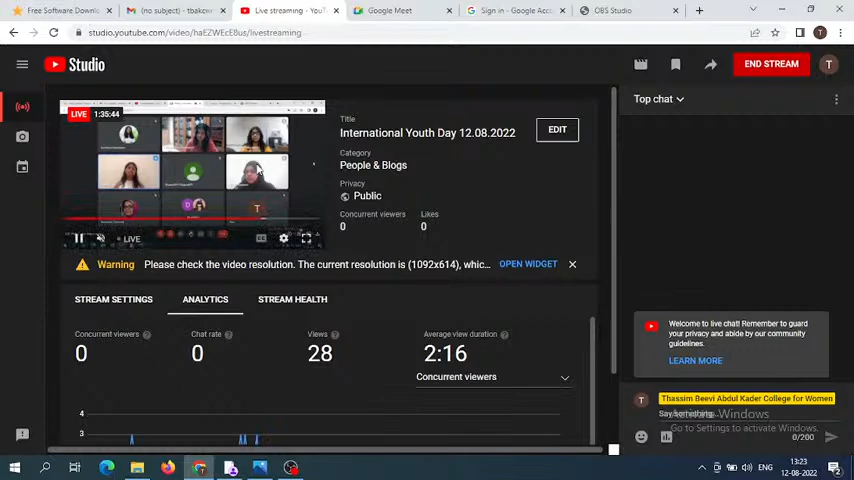 Free Software Downlo
(no subject) - tbakcw
Live streaming - YouT
Google Meet
Sign in - Google Acco
OBS Studio
studio.youtube.com/video/haEZWEcE8us/livestreaming
T
Studio
END STREAM
T
LIVE 1:35:44
Title
International Youth Day 12.08.2022
EDIT
Category
People & Blogs
Privacy
Public
Concurrent viewers
Likes
0
0
LIVE
Top chat
Warning Please check the video resolution. The current resolution is (1092x614), whic...
OPEN WIDGET
STREAM SETTINGS
ANALYTICS
STREAM HEALTH
Concurrent viewers
Chat rate
Views
Average view duration
0
0
28
2:16
Concurrent viewers
4
3
Welcome to live chat! Remember to guard
your privacy and abide by our community
guidelines.
LEARN MORE
T
Thassim Beevi Abdul Kader College for Women
Say something...
Activate Windows
Go to Settings to activate Windows.
0/200
ENG
13:23
12-08-2022
2